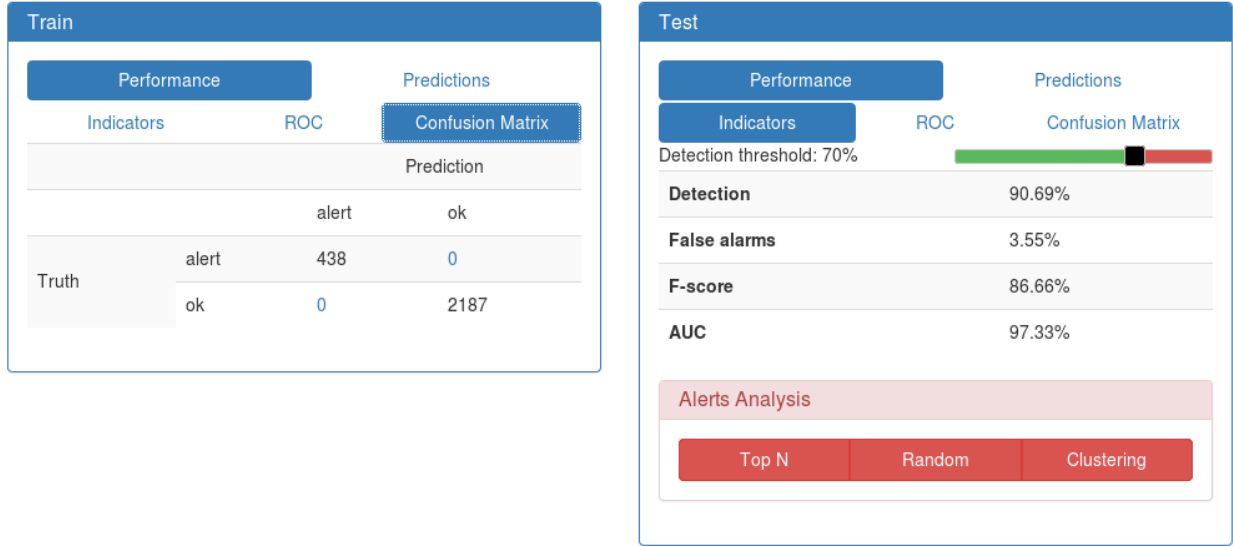 Train
Performance Predictions
Indicators ROC Confusion Matrix
Prediction
alert ok
Truth
alert 438 0
ok 0 2187
Test
Performance Predictions
Indicators ROC Confusion Matrix
Detection threshold: 70%
Detection 90.69%
False alarms 3.55%
F-score 86.66%
AUC 97.33%
Alerts Analysis
Top N Random Clustering